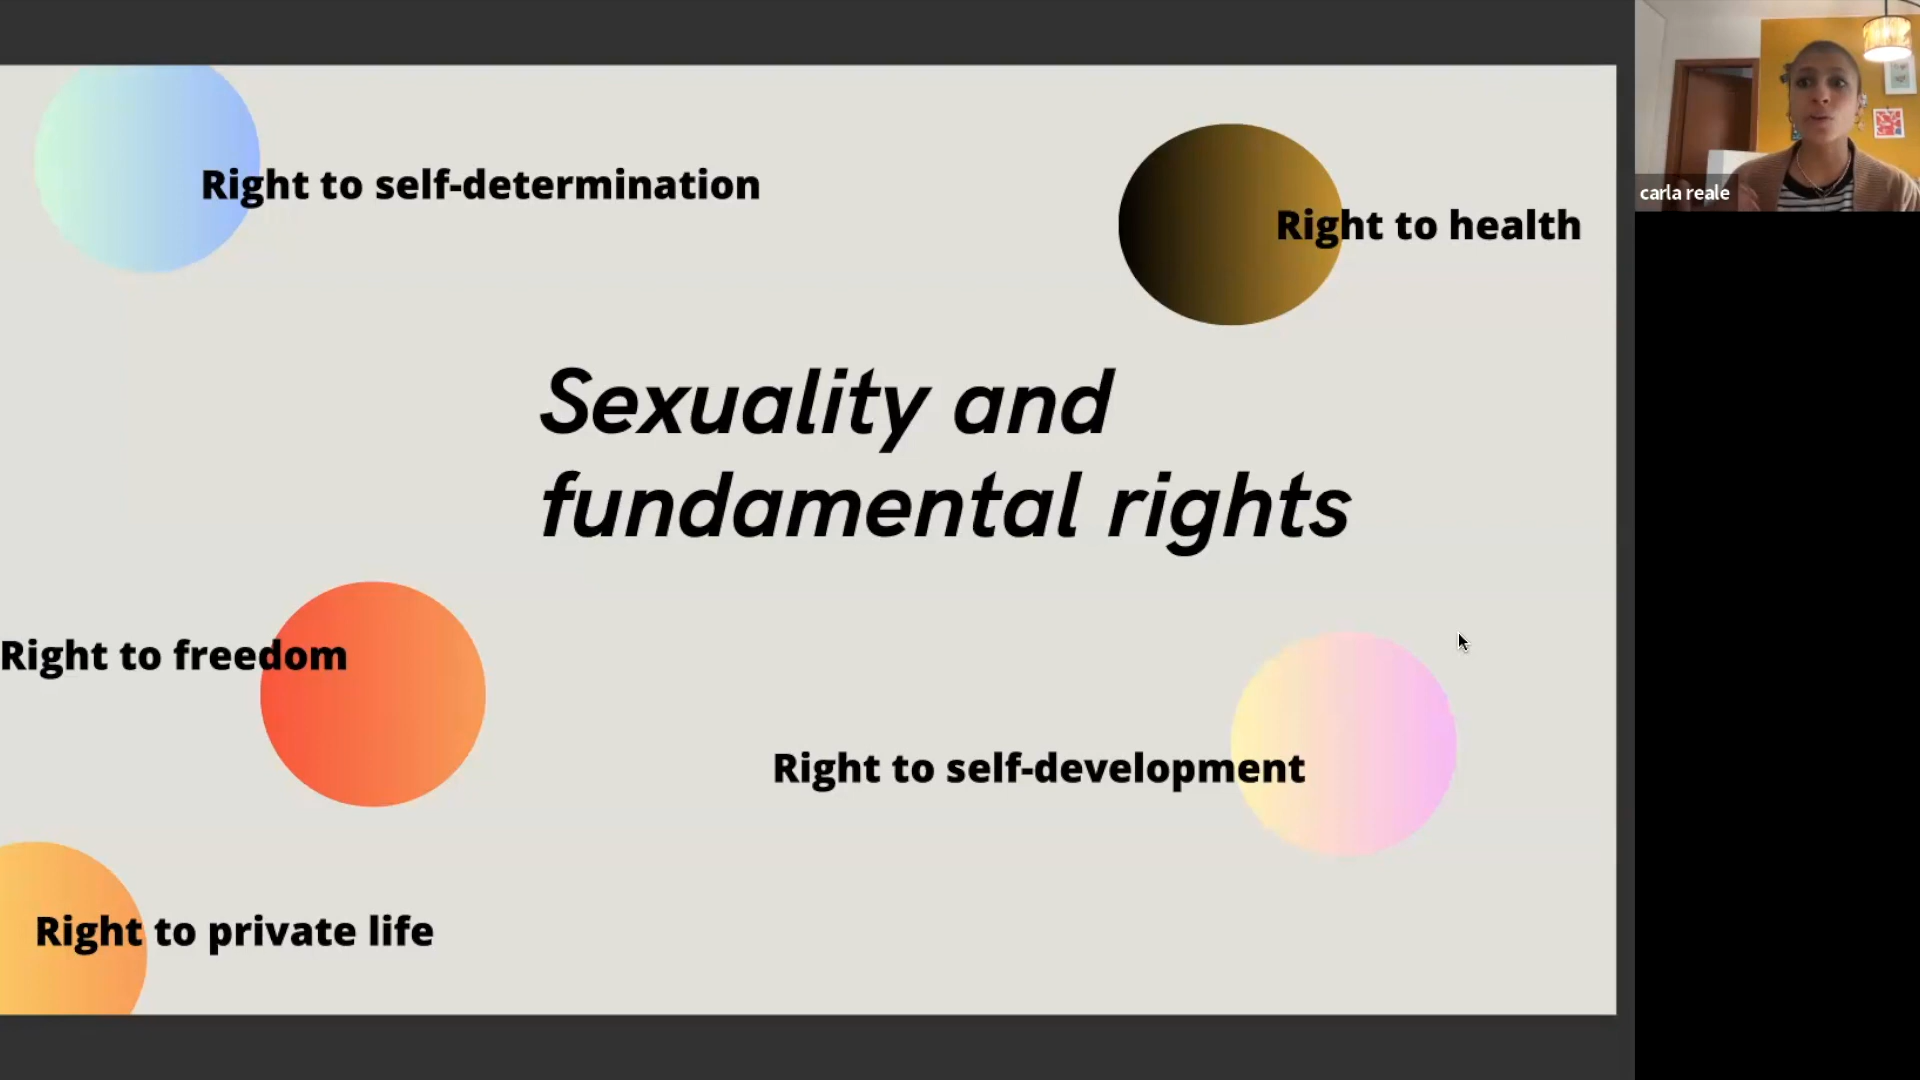 Right to self-determination
Right to health
carla reale
Sexuality and
fundamental rights
Right to freedom
Right to self-development
Right to private life